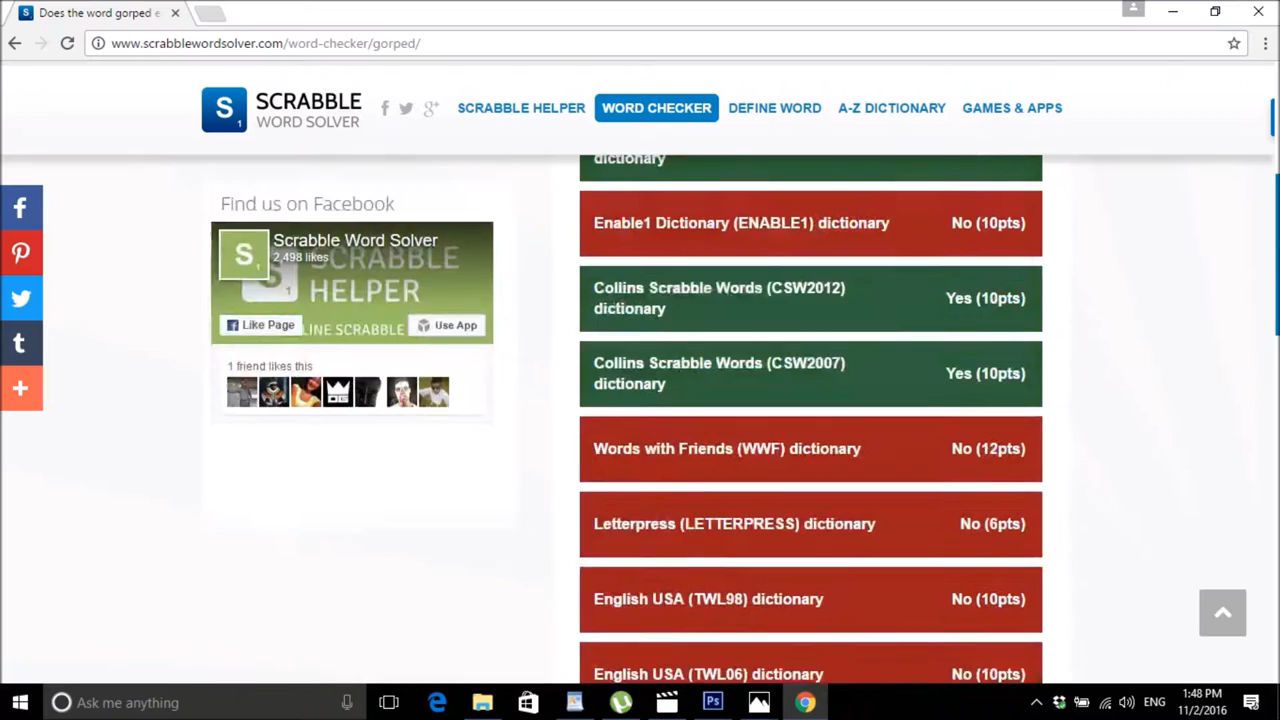 Does the word gorped e
www.scrabblewordsolver.com/word-checker/gorped/
S1
SCRABBLE
WORD SOLVER
SCRABBLE HELPER
WORD CHECKER
DEFINE WORD
A-Z DICTIONARY
GAMES & APPS
Find us on Facebook
Scrabble Word Solver
2,498 likes
SCRABBLE
HELPER
LINE SCRABBLE
Like Page
Use App
1 friend likes this
dictionary
Enable1 Dictionary (ENABLE1) dictionary No (10pts)
Collins Scrabble Words (CSW2012)
dictionary
Yes (10pts)
Collins Scrabble Words (CSW2007)
dictionary
Yes (10pts)
Words with Friends (WWF) dictionary No (12pts)
Letterpress (LETTERPRESS) dictionary No (6pts)
English USA (TWL98) dictionary No (10pts)
English USA (TWL06) dictionary No (10pts)
Ask me anything
ENG
1:48 PM
11/2/2016